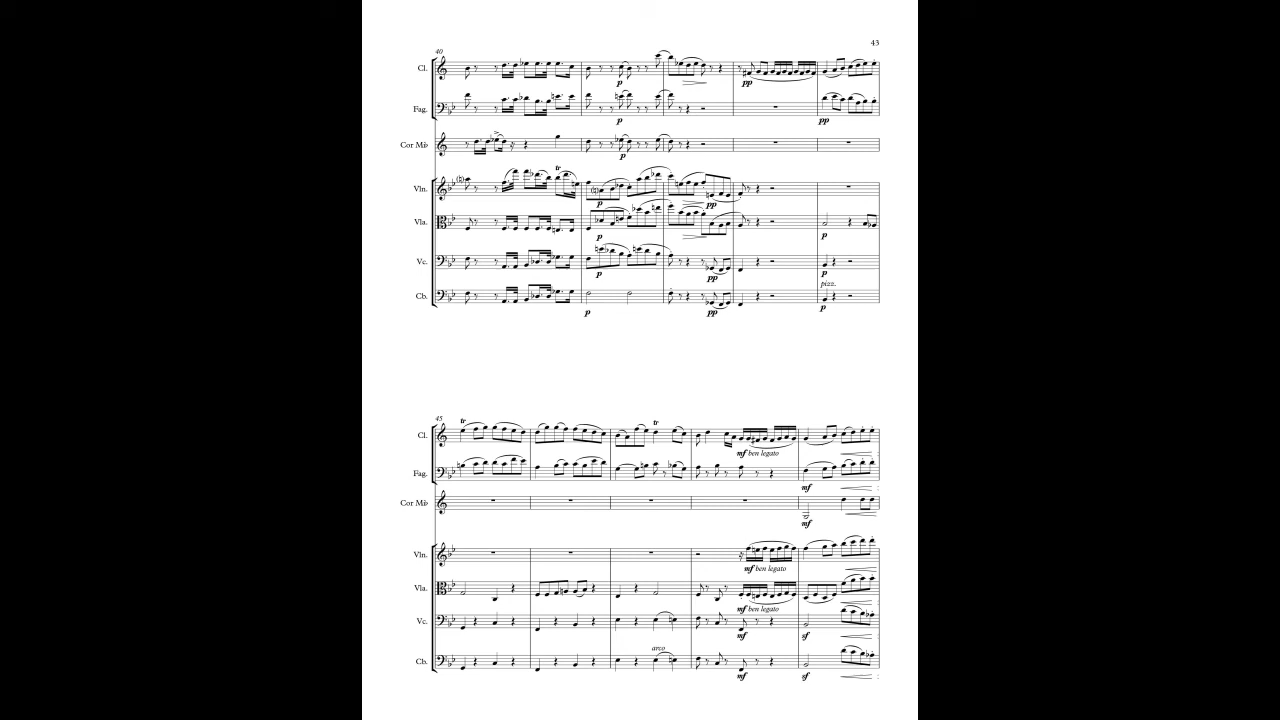 43
40
Cl.
p
pp
Fag.
p
pp
Cor Mi♭
p
tr
Vln.
p
pp
Vla.
p
p
Vc.
p
pp
p
pizz.
Cb.
p
pp
p
45
tr
tr
Cl.
mf ben legato
Fag.
mf
Cor Mi♭
mf
Vln.
mf ben legato
Vla.
mf ben legato
Vc.
mf
sf
arco
Cb.
mf
sf